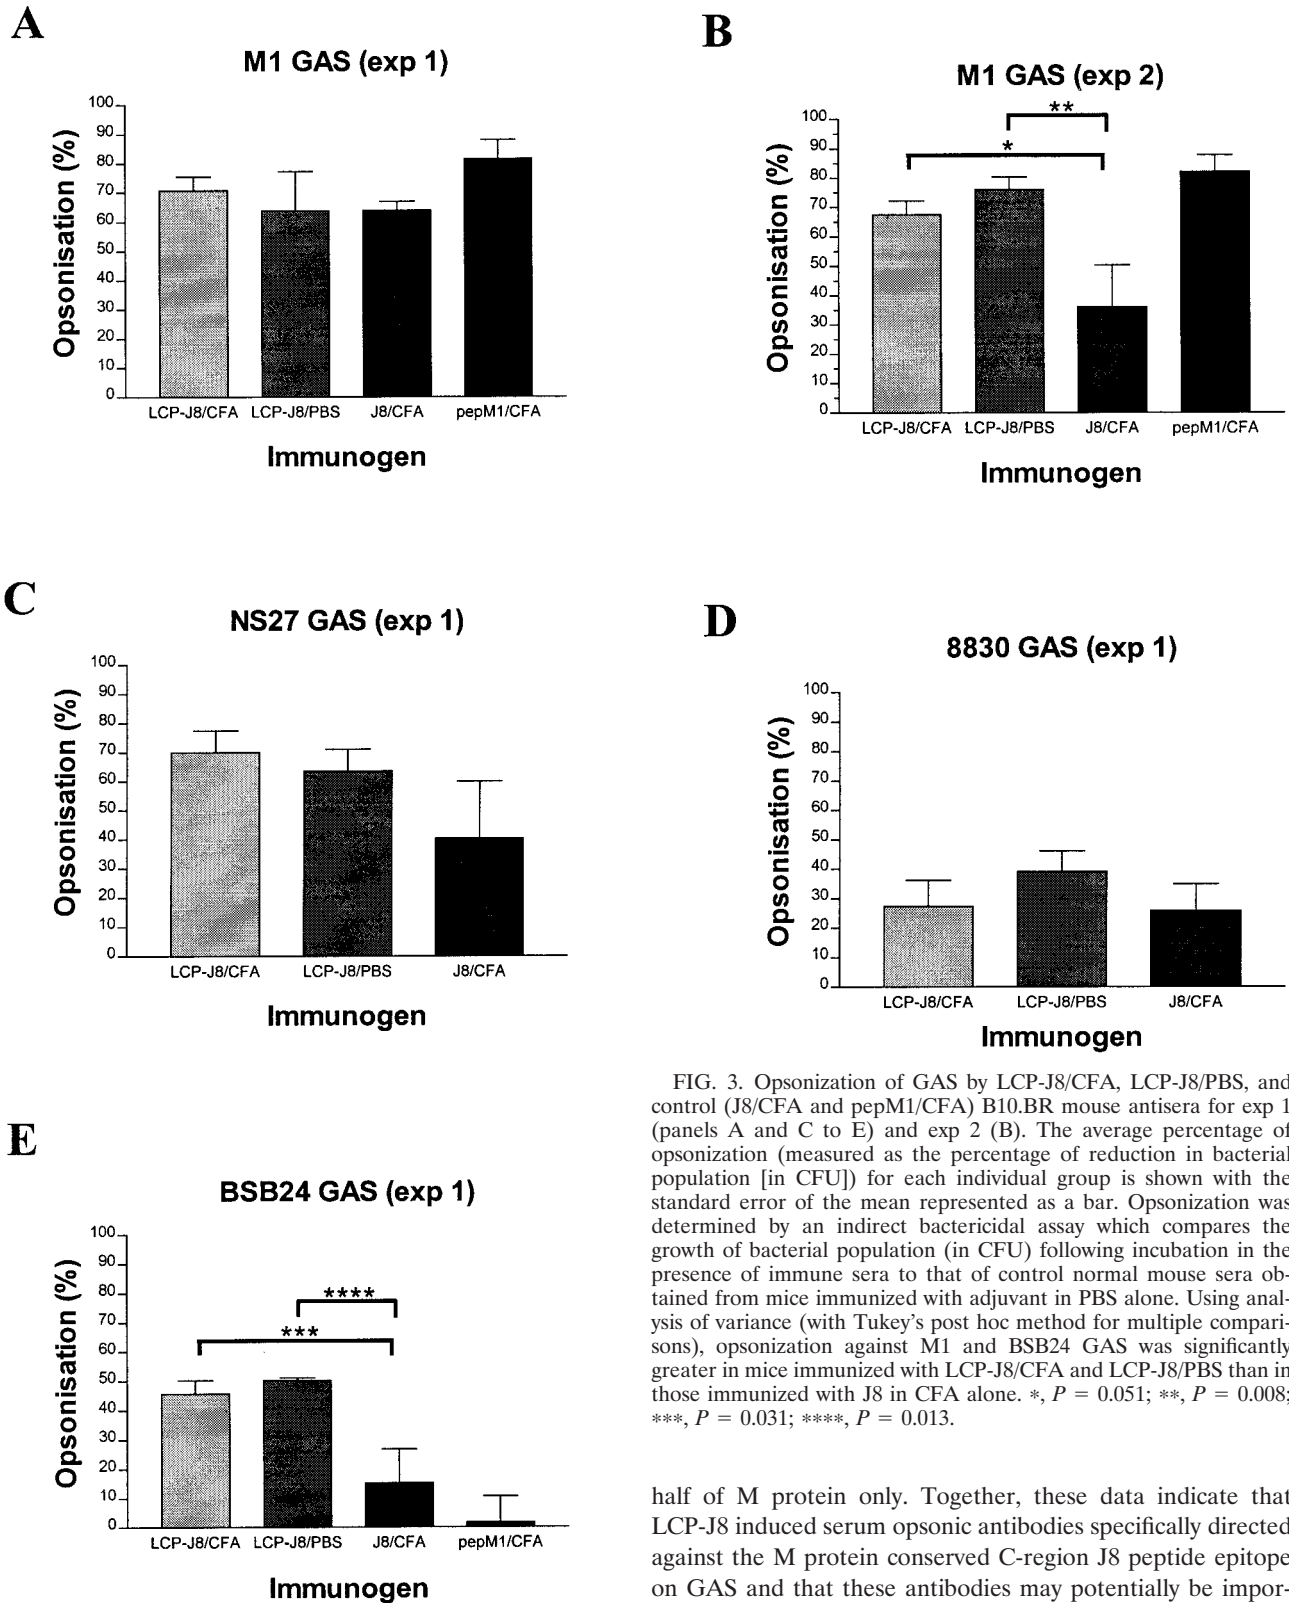 A
M1 GAS (exp 1)
Opsonisation (%)
100
90
80
70
60
50
40
30
20
10
0
LCP-J8/CFA LCP-J8/PBS J8/CFA pepM1/CFA
Immunogen
B
M1 GAS (exp 2)
Opsonisation (%)
100
90
80
70
60
50
40
30
20
10
0
**
*
LCP-J8/CFA LCP-J8/PBS J8/CFA pepM1/CFA
Immunogen
C
NS27 GAS (exp 1)
Opsonisation (%)
100
90
80
70
60
50
40
30
20
10
0
LCP-J8/CFA LCP-J8/PBS J8/CFA
Immunogen
D
8830 GAS (exp 1)
Opsonisation (%)
100
90
80
70
60
50
40
30
20
10
0
LCP-J8/CFA LCP-J8/PBS J8/CFA
Immunogen
E
BSB24 GAS (exp 1)
Opsonisation (%)
100
90
80
70
60
50
40
30
20
10
0
****
***
LCP-J8/CFA LCP-J8/PBS J8/CFA pepM1/CFA
Immunogen
FIG. 3. Opsonization of GAS by LCP-J8/CFA, LCP-J8/PBS, and
control (J8/CFA and pepM1/CFA) B10.BR mouse antisera for exp 1
(panels A and C to E) and exp 2 (B). The average percentage of
opsonization (measured as the percentage of reduction in bacterial
population [in CFU]) for each individual group is shown with the
standard error of the mean represented as a bar. Opsonization was
determined by an indirect bactericidal assay which compares the
growth of bacterial population (in CFU) following incubation in the
presence of immune sera to that of control normal mouse sera ob-
tained from mice immunized with adjuvant in PBS alone. Using anal-
ysis of variance (with Tukey's post hoc method for multiple compari-
sons), opsonization against M1 and BSB24 GAS was significantly
greater in mice immunized with LCP-J8/CFA and LCP-J8/PBS than in
those immunized with J8 in CFA alone. *, P = 0.051; **, P = 0.008;
***, P = 0.031; ****, P = 0.013.
half of M protein only. Together, these data indicate that
LCP-J8 induced serum opsonic antibodies specifically directed
against the M protein conserved C-region J8 peptide epitope
on GAS and that these antibodies may potentially be impor-